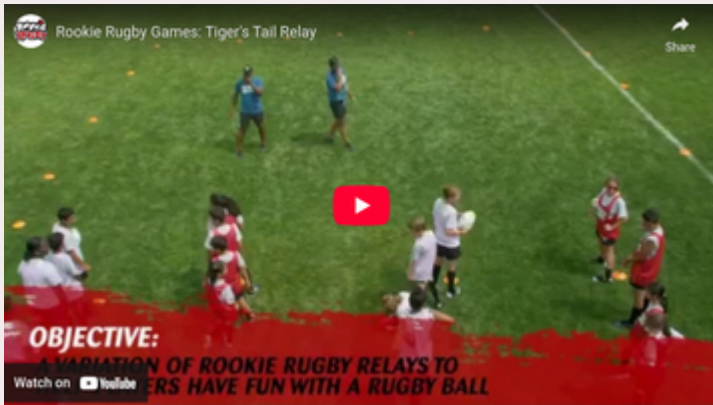 Rookie Rugby Games: Tiger's Tail Relay
Share
OBJECTIVE:
A VARIATION OF ROOKIE RUGBY RELAYS TO
HAVE FUN WITH A RUGBY BALL
Watch on YouTube